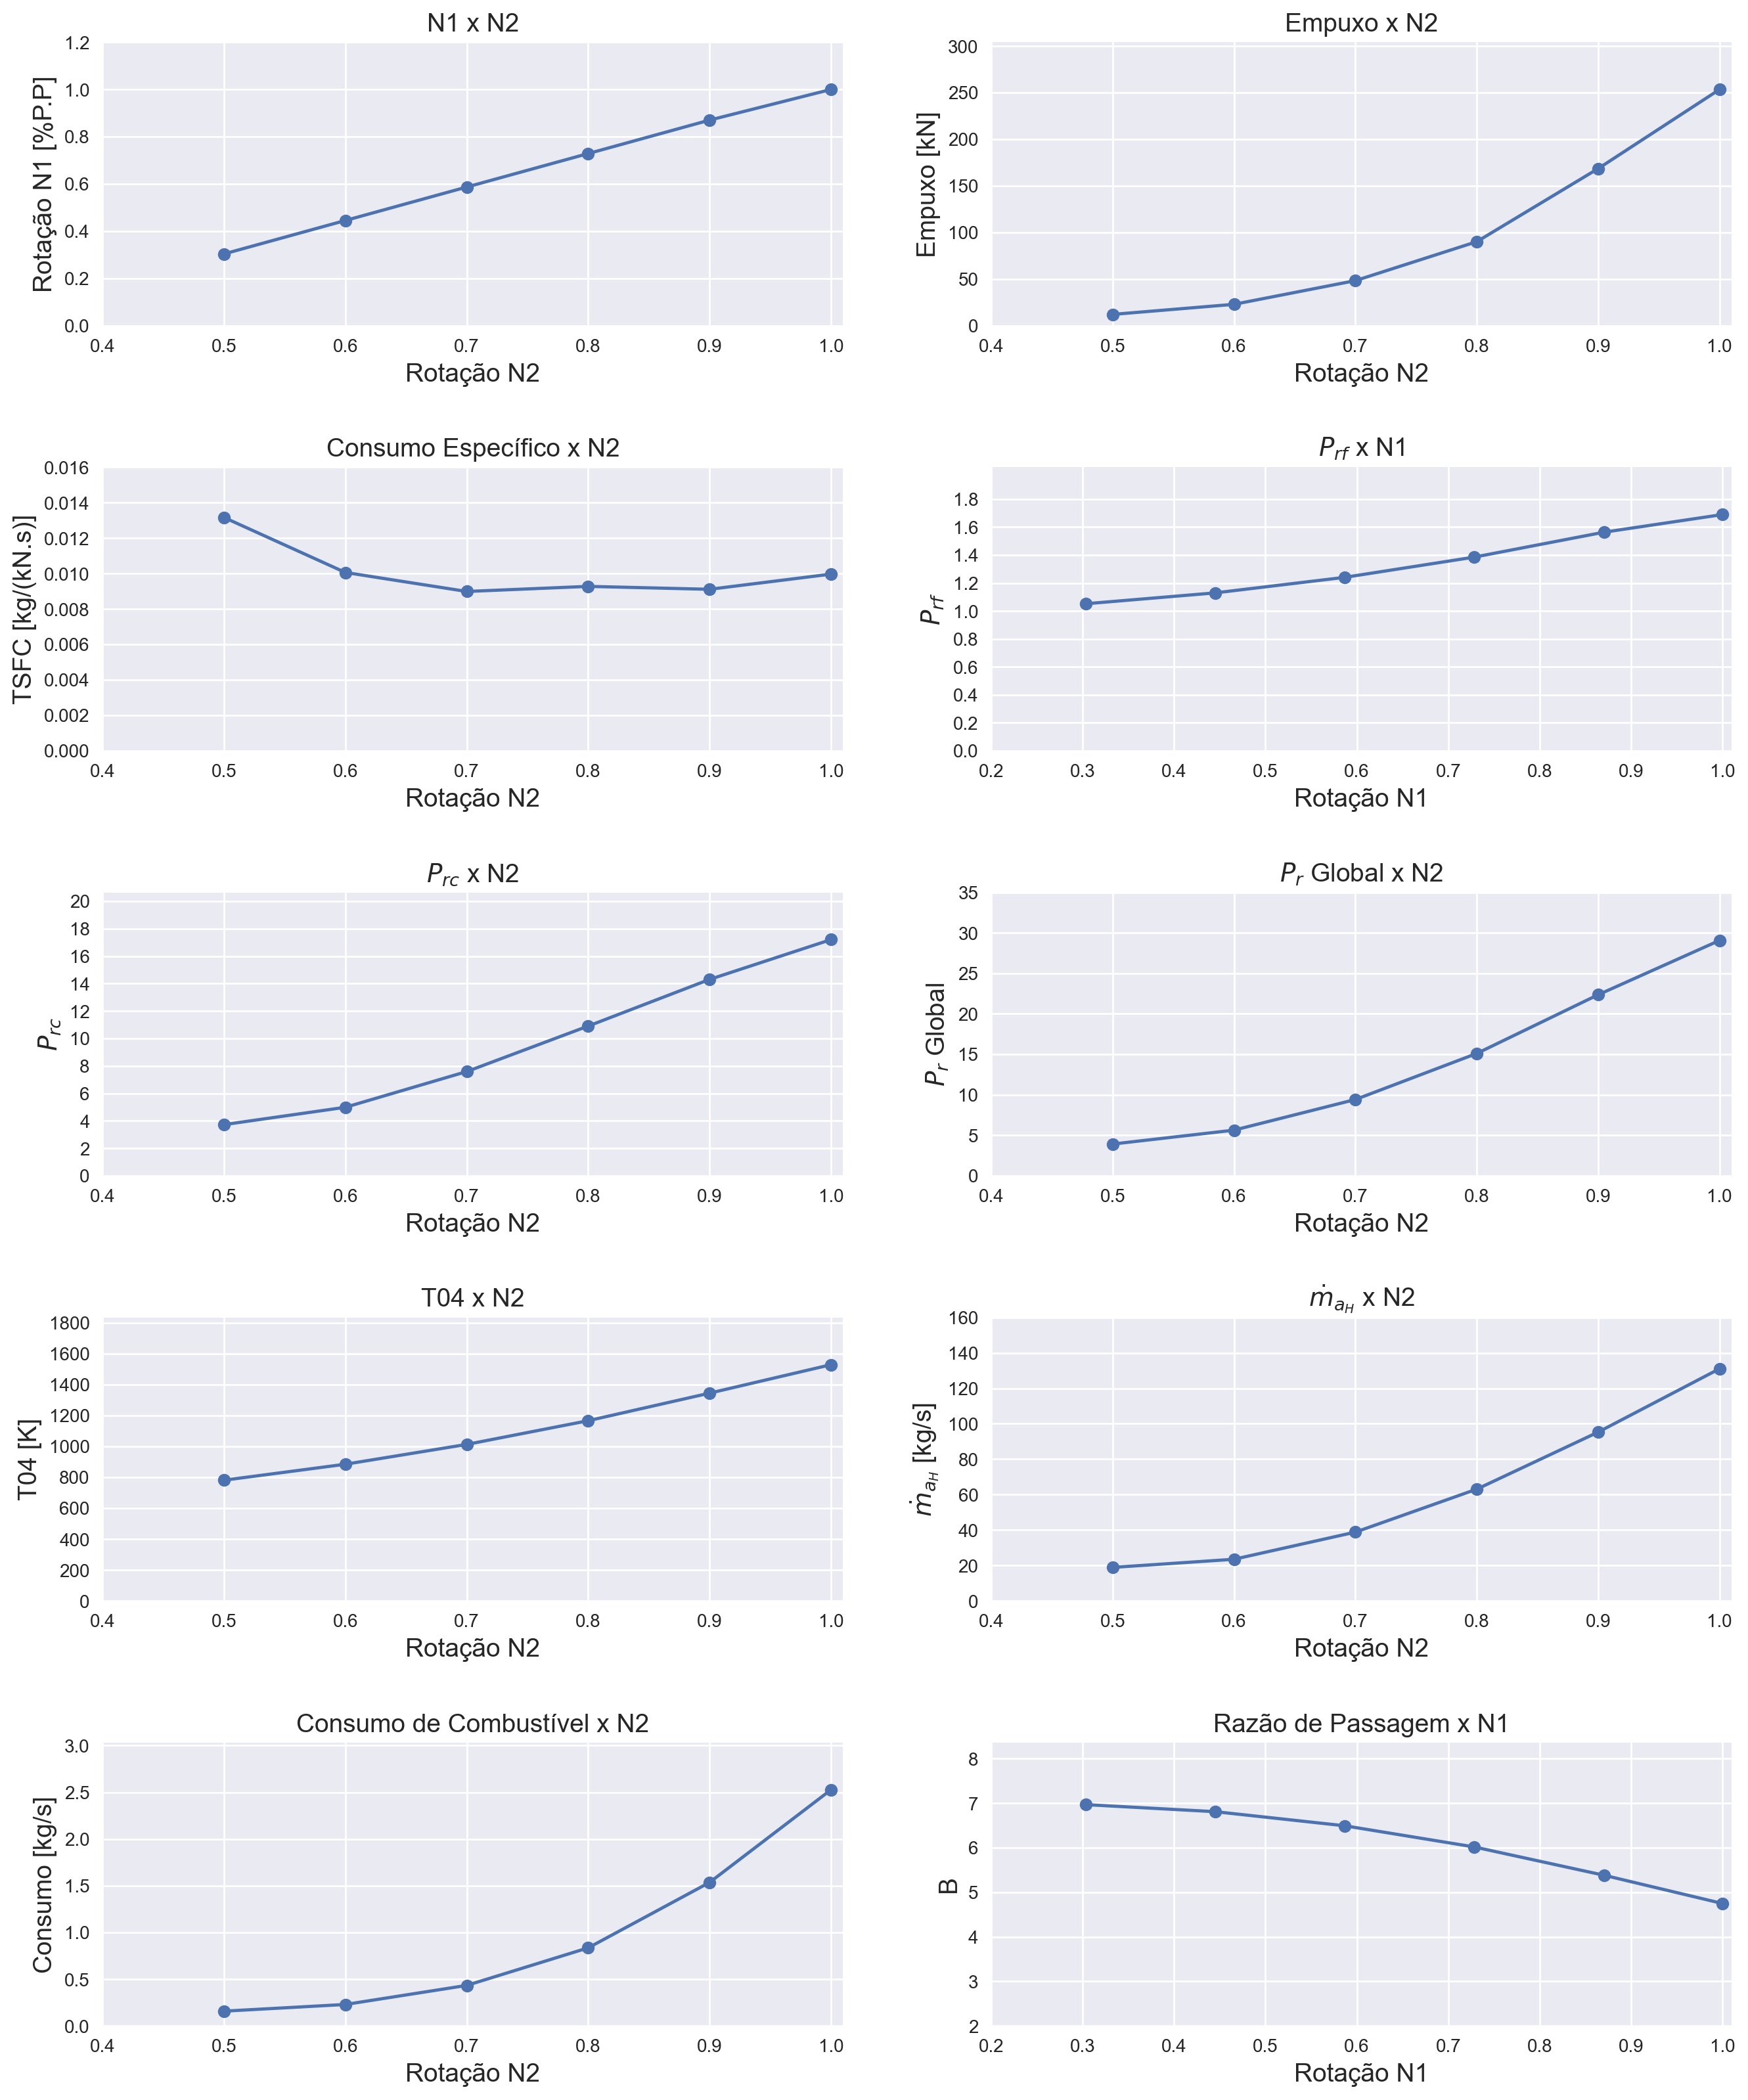 N1 x N2
Rotação N1 [%P.P]
1.2
1.0
0.8
0.6
0.4
0.2
0.0
0.4 0.5 0.6 0.7 0.8 0.9 1.0
Rotação N2
Empuxo x N2
Empuxo [kN]
300
250
200
150
100
50
0
0.4 0.5 0.6 0.7 0.8 0.9 1.0
Rotação N2
Consumo Específico x N2
TSFC [kg/(kN.s)]
0.016
0.014
0.012
0.010
0.008
0.006
0.004
0.002
0.000
0.4 0.5 0.6 0.7 0.8 0.9 1.0
Rotação N2
P_rf x N1
P_rf
1.8
1.6
1.4
1.2
1.0
0.8
0.6
0.4
0.2
0.0
0.2 0.3 0.4 0.5 0.6 0.7 0.8 0.9 1.0
Rotação N1
P_rc x N2
P_rc
20
18
16
14
12
10
8
6
4
2
0
0.4 0.5 0.6 0.7 0.8 0.9 1.0
Rotação N2
P_r Global x N2
P_r Global
35
30
25
20
15
10
5
0
0.4 0.5 0.6 0.7 0.8 0.9 1.0
Rotação N2
T04 x N2
T04 [K]
1800
1600
1400
1200
1000
800
600
400
200
0
0.4 0.5 0.6 0.7 0.8 0.9 1.0
Rotação N2
ṁ_a_H x N2
ṁ_a_H [kg/s]
160
140
120
100
80
60
40
20
0
0.4 0.5 0.6 0.7 0.8 0.9 1.0
Rotação N2
Consumo de Combustível x N2
Consumo [kg/s]
3.0
2.5
2.0
1.5
1.0
0.5
0.0
0.4 0.5 0.6 0.7 0.8 0.9 1.0
Rotação N2
Razão de Passagem x N1
B
8
7
6
5
4
3
2
0.2 0.3 0.4 0.5 0.6 0.7 0.8 0.9 1.0
Rotação N1